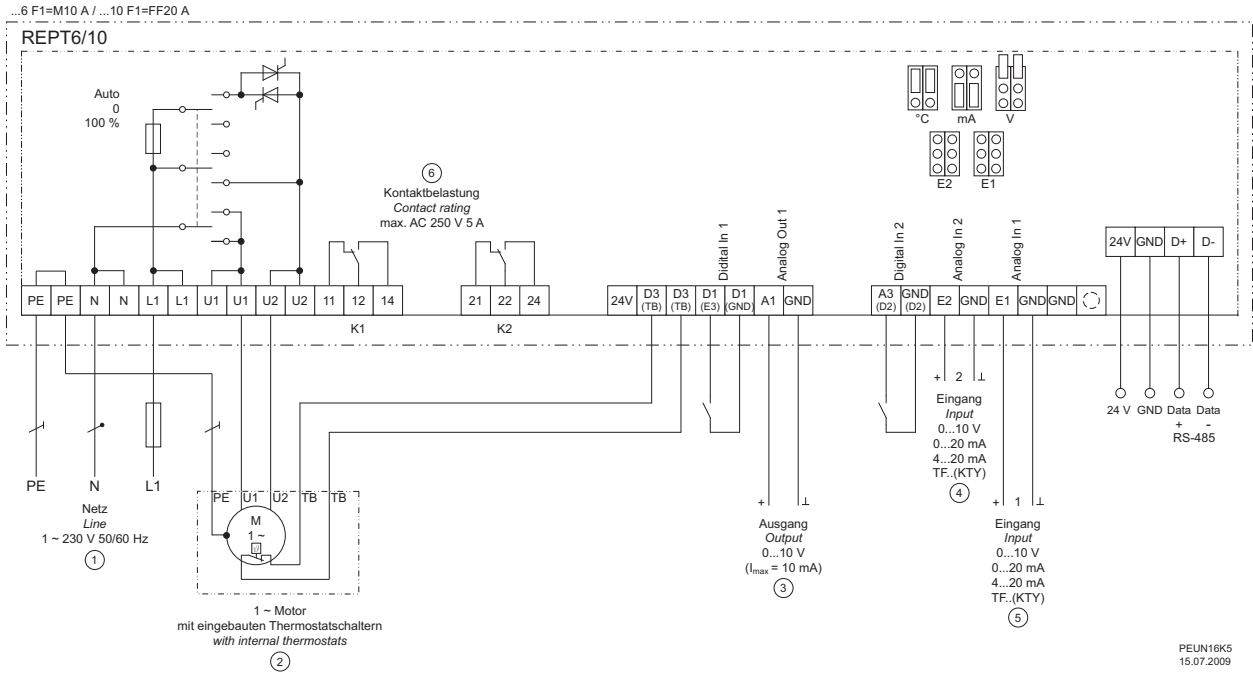 ...6 F1=M10 A / ...10 F1=FF20 A
REPT6/10
Auto
0
100 %
°C mA V
E2 E1
6
Kontaktbelastung
Contact rating
max. AC 250 V 5 A
Didital In 1
Analog Out 1
Digital In 2
Analog In 2
Analog In 1
24V GND D+ D-
PE PE N N L1 L1 U1 U1 U2 U2 11 12 14
21 22 24
24V D3 (TB) D3 (TB) D1 (E3) D1 (GND) A1 GND
A3 (D2) GND (D2) E2 GND E1 GND GND
K1 K2
+ 2 ⊥
Eingang
Input
0...10 V
0...20 mA
4...20 mA
TF..(KTY)
4
24 V GND Data + Data -
RS-485
PE N L1
Netz
Line
1 ~ 230 V 50/60 Hz
1
PE U1 U2 TB TB
M
1 ~
1 ~ Motor
mit eingebauten Thermostatschaltern
with internal thermostats
2
+ ⊥
Ausgang
Output
0...10 V
(Imax = 10 mA)
3
+ 1 ⊥
Eingang
Input
0...10 V
0...20 mA
4...20 mA
TF..(KTY)
5
PEUN16K5
15.07.2009